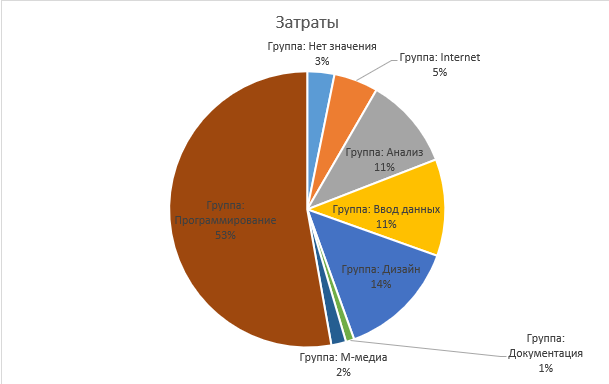 Затраты
Группа: Нет значения
3%
Группа: Internet
5%
Группа: Анализ
11%
Группа: Ввод данных
11%
Группа: Дизайн
14%
Группа:
Документация
1%
Группа: М-медиа
2%
Группа:
Программирование
53%